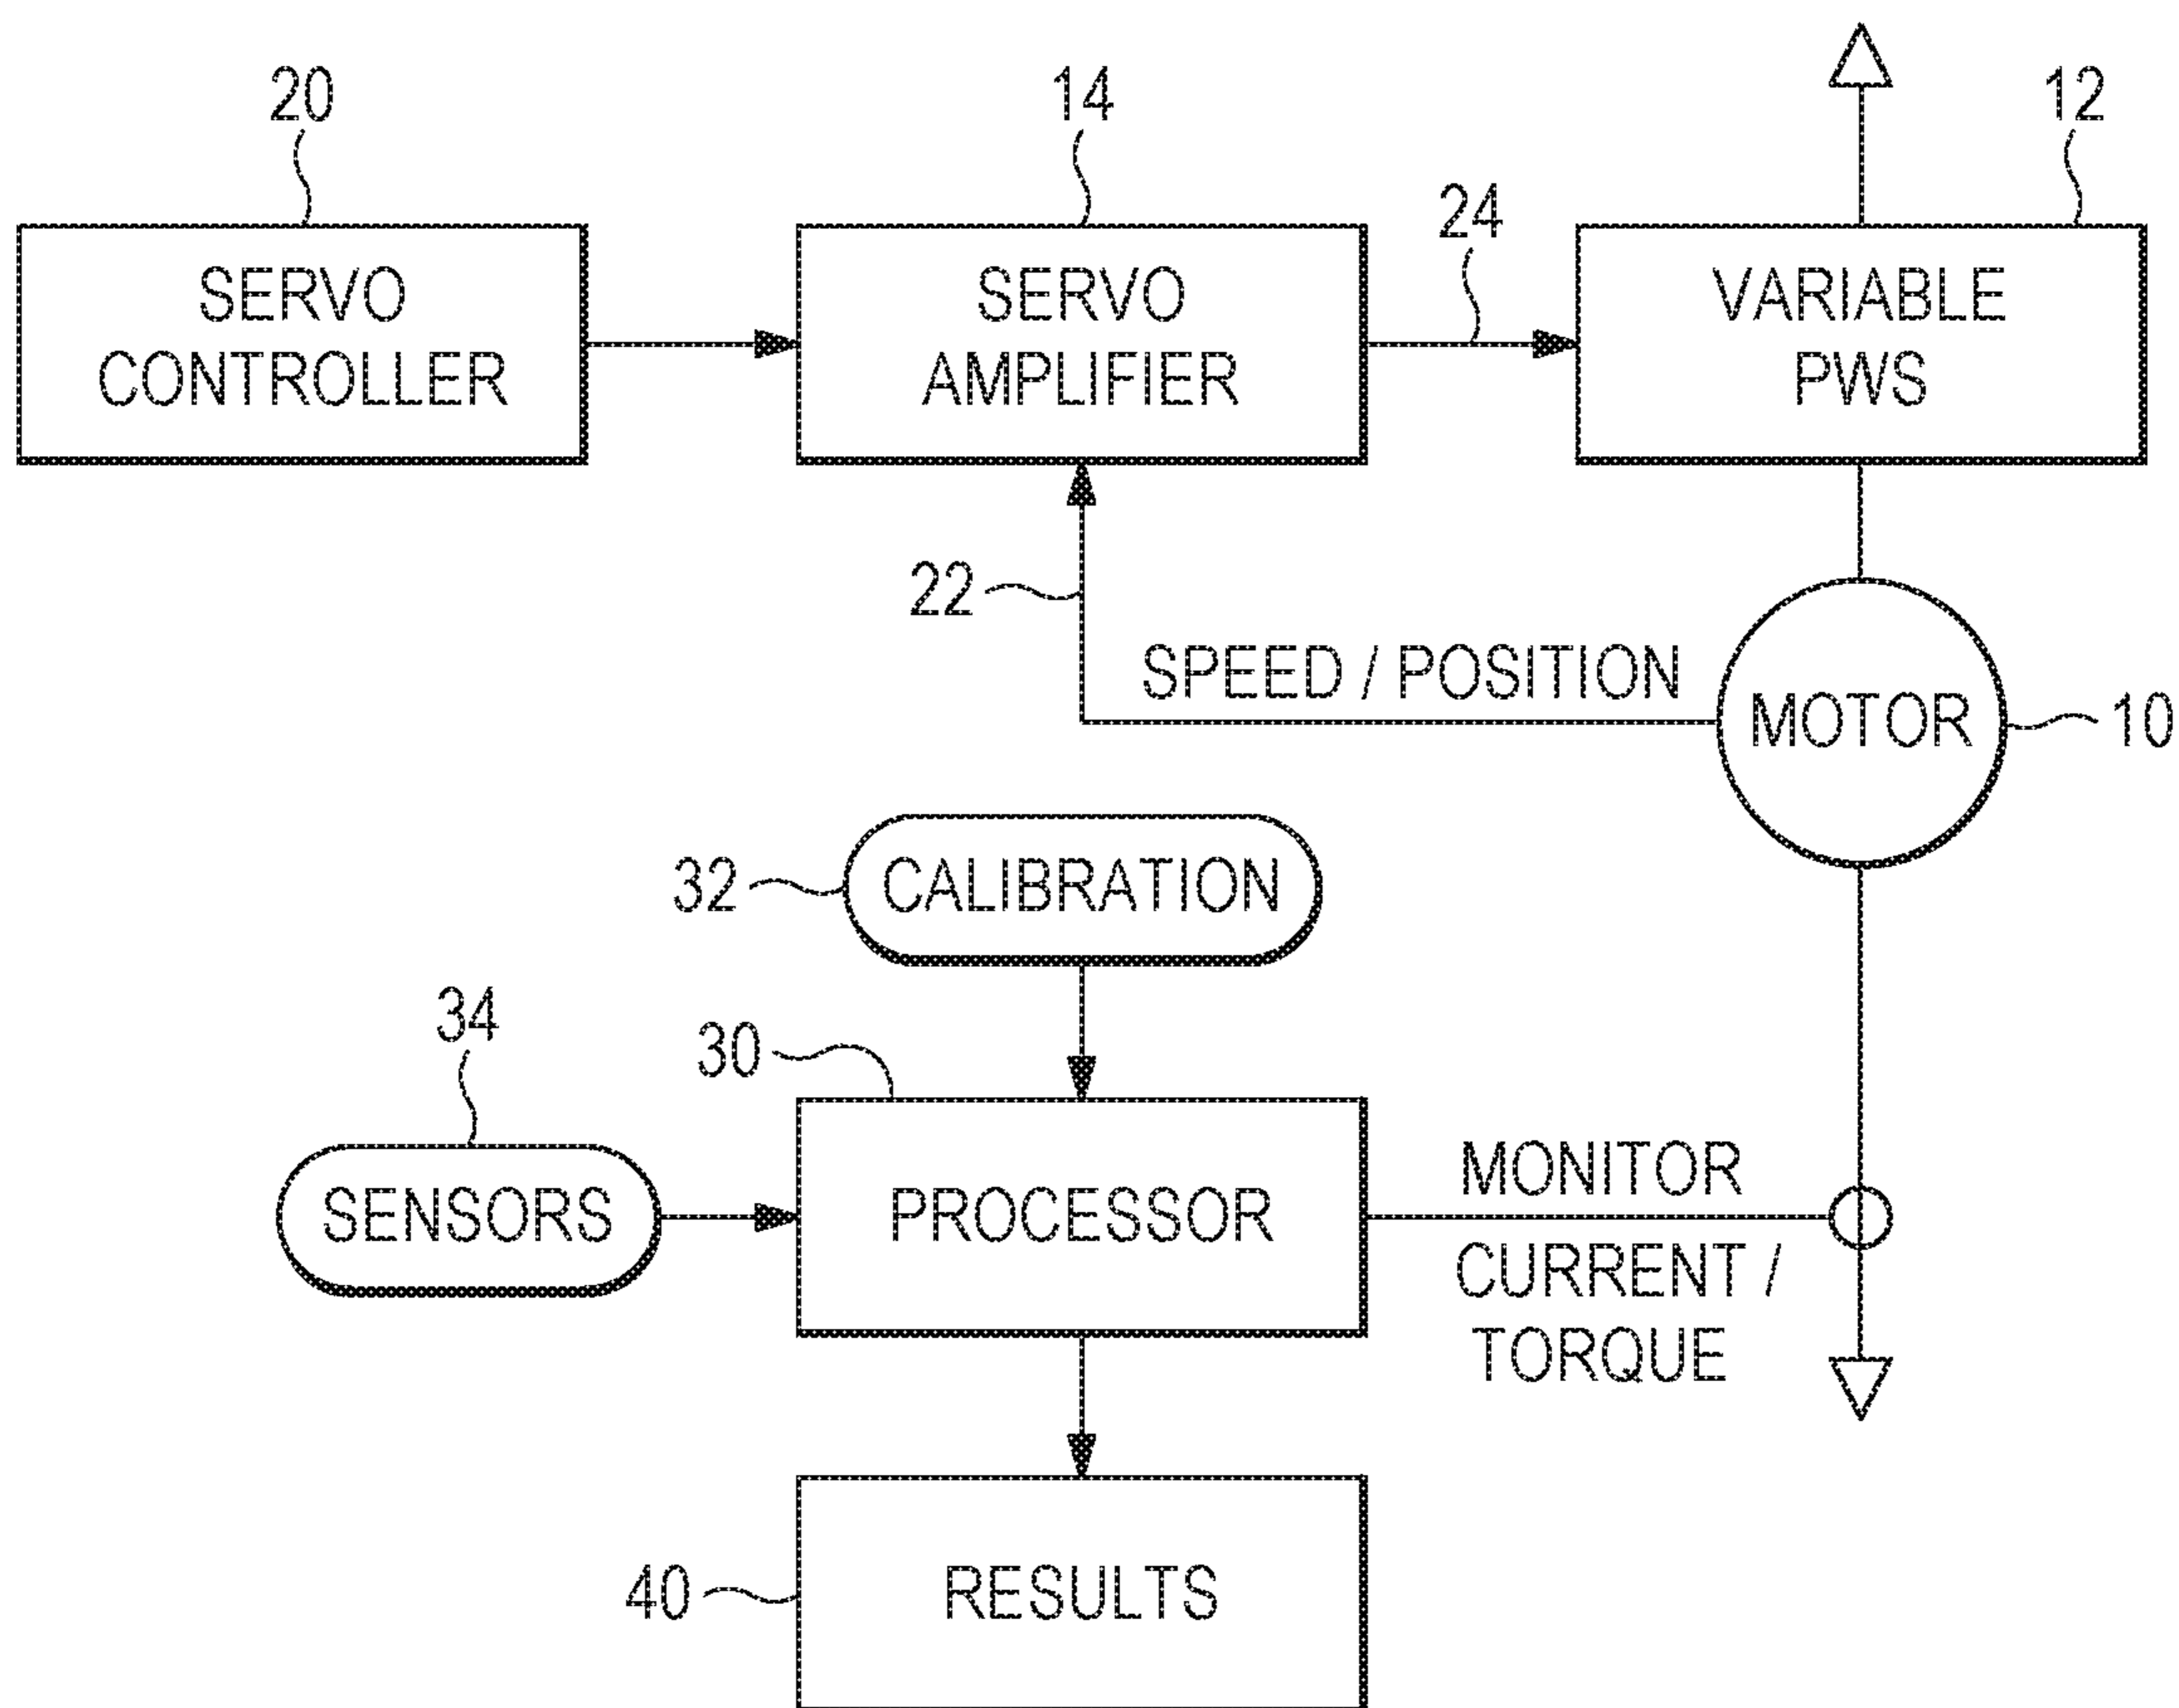 20
14
12
24
SERVO
CONTROLLER
SERVO
AMPLIFIER
VARIABLE
PWS
22
SPEED / POSITION
MOTOR
10
32
CALIBRATION
34
30
SENSORS
PROCESSOR
MONITOR
CURRENT /
TORQUE
40
RESULTS